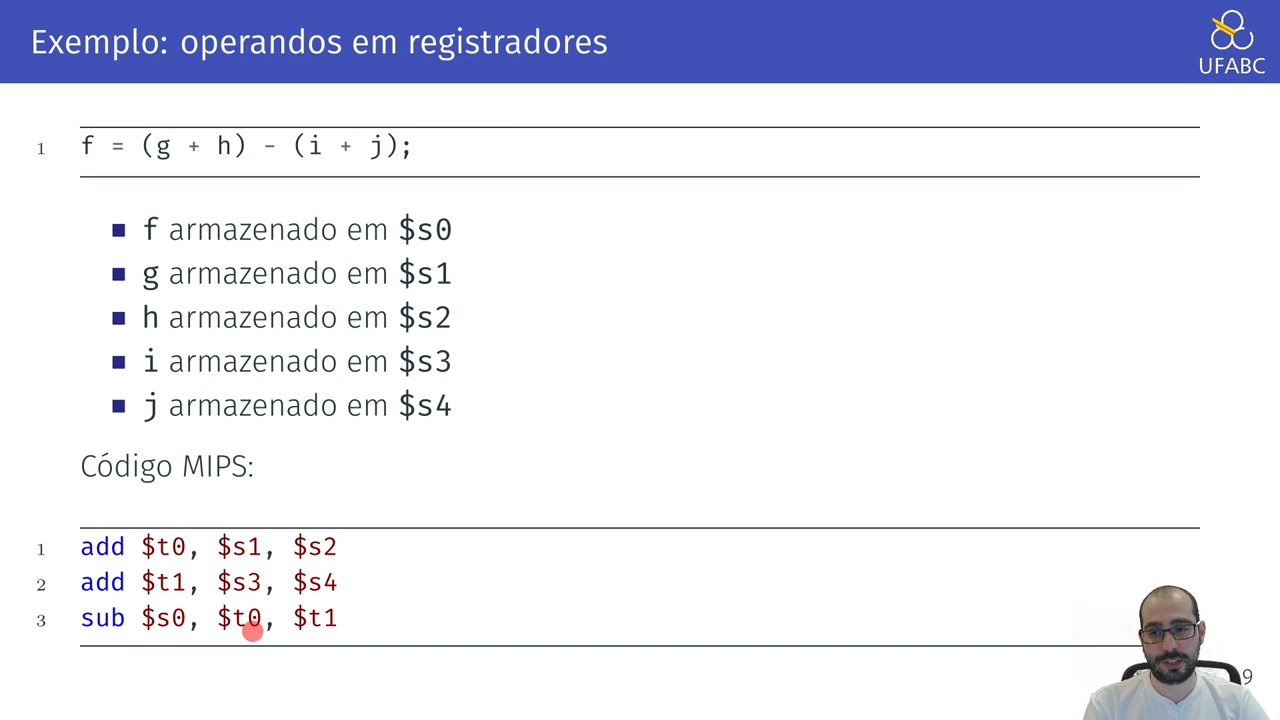 Exemplo: operandos em registradores
UFABC
1 f = (g + h) - (i + j);
f armazenado em $s0
g armazenado em $s1
h armazenado em $s2
i armazenado em $s3
j armazenado em $s4
Código MIPS:
1 add $t0, $s1, $s2
2 add $t1, $s3, $s4
3 sub $s0, $t0, $t1
9